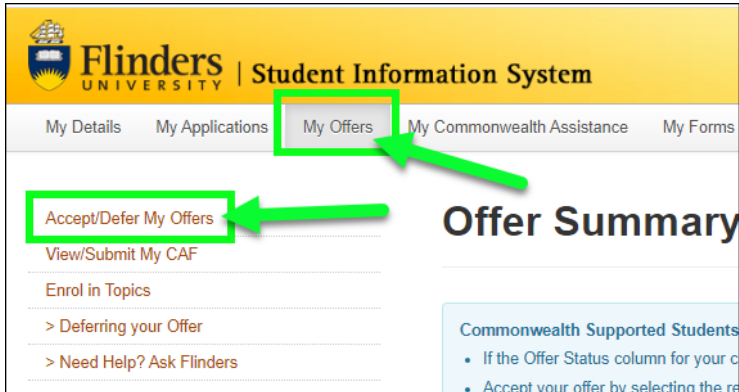 Flinders
UNIVERSITY
Student Information System
My Details My Applications My Offers My Commonwealth Assistance My Forms
Accept/Defer My Offers
View/Submit My CAF
Enrol in Topics
> Deferring your Offer
> Need Help? Ask Flinders
Offer Summary
Commonwealth Supported Students
• If the Offer Status column for your
• Accept your offer by selecting the